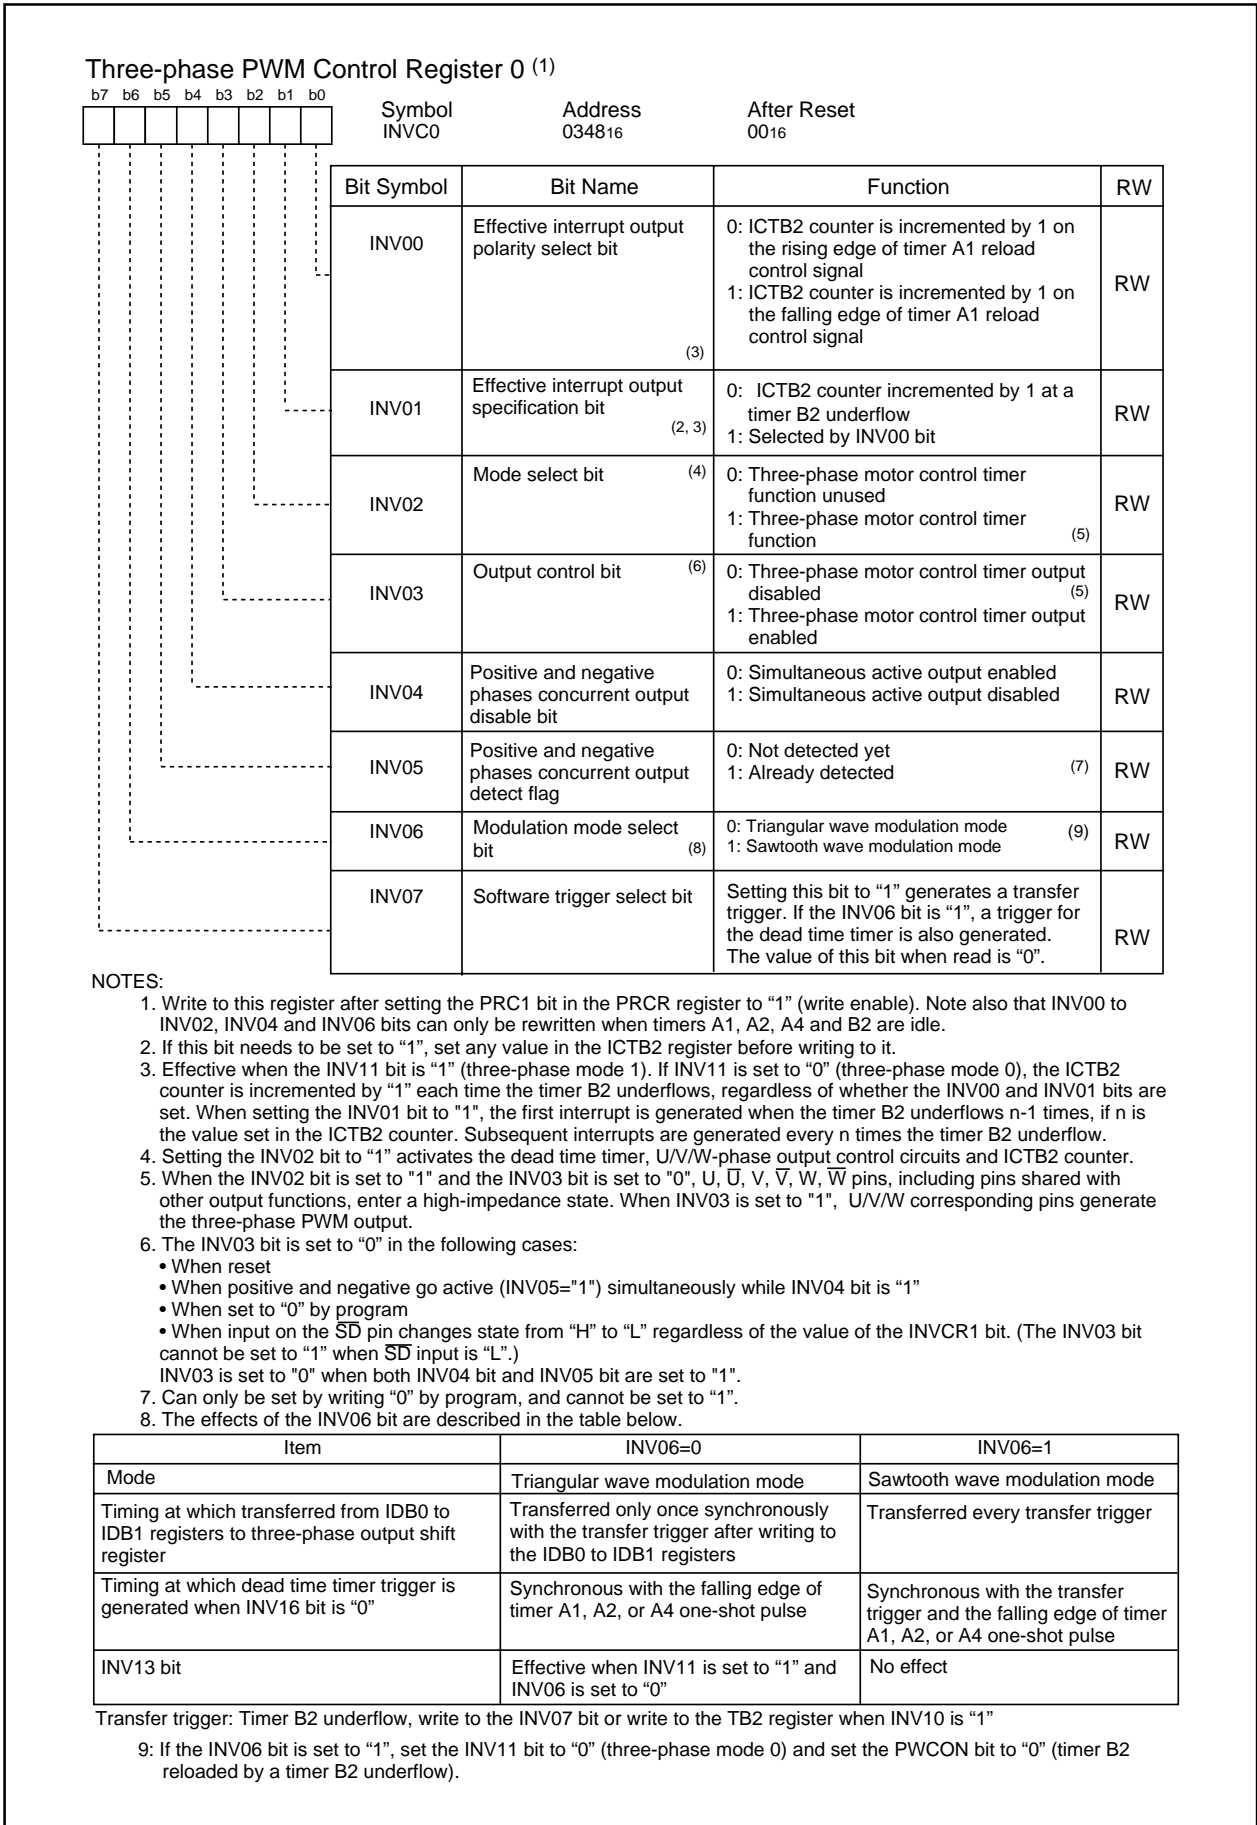 Three-phase PWM Control Register 0 (1)
b7 b6 b5 b4 b3 b2 b1 b0
Symbol Address After Reset
INVC0 034816 0016
Bit Symbol Bit Name Function RW
INV00
Effective interrupt output
polarity select bit
(3)
0: ICTB2 counter is incremented by 1 on
the rising edge of timer A1 reload
control signal
1: ICTB2 counter is incremented by 1 on
the falling edge of timer A1 reload
control signal
RW
INV01
Effective interrupt output
specification bit
(2, 3)
0: ICTB2 counter incremented by 1 at a
timer B2 underflow
1: Selected by INV00 bit
RW
INV02
Mode select bit (4)
0: Three-phase motor control timer
function unused
1: Three-phase motor control timer
function (5)
RW
INV03
Output control bit (6)
0: Three-phase motor control timer output
disabled (5)
1: Three-phase motor control timer output
enabled
RW
INV04
Positive and negative
phases concurrent output
disable bit
0: Simultaneous active output enabled
1: Simultaneous active output disabled
RW
INV05
Positive and negative
phases concurrent output
detect flag
0: Not detected yet
1: Already detected (7)
RW
INV06
Modulation mode select
bit (8)
0: Triangular wave modulation mode (9)
1: Sawtooth wave modulation mode
RW
INV07
Software trigger select bit
Setting this bit to “1” generates a transfer
trigger. If the INV06 bit is “1”, a trigger for
the dead time timer is also generated.
The value of this bit when read is “0”.
RW
NOTES:
1. Write to this register after setting the PRC1 bit in the PRCR register to “1” (write enable). Note also that INV00 to
INV02, INV04 and INV06 bits can only be rewritten when timers A1, A2, A4 and B2 are idle.
2. If this bit needs to be set to “1”, set any value in the ICTB2 register before writing to it.
3. Effective when the INV11 bit is “1” (three-phase mode 1). If INV11 is set to “0” (three-phase mode 0), the ICTB2
counter is incremented by “1” each time the timer B2 underflows, regardless of whether the INV00 and INV01 bits are
set. When setting the INV01 bit to "1", the first interrupt is generated when the timer B2 underflows n-1 times, if n is
the value set in the ICTB2 counter. Subsequent interrupts are generated every n times the timer B2 underflow.
4. Setting the INV02 bit to “1” activates the dead time timer, U/V/W-phase output control circuits and ICTB2 counter.
5. When the INV02 bit is set to "1" and the INV03 bit is set to "0", U, U̅, V, V̅, W, W̅ pins, including pins shared with
other output functions, enter a high-impedance state. When INV03 is set to "1", U/V/W corresponding pins generate
the three-phase PWM output.
6. The INV03 bit is set to “0” in the following cases:
• When reset
• When positive and negative go active (INV05="1") simultaneously while INV04 bit is “1”
• When set to “0” by program
• When input on the S̅D̅ pin changes state from “H” to “L” regardless of the value of the INVCR1 bit. (The INV03 bit
cannot be set to “1” when S̅D̅ input is “L”.)
INV03 is set to "0" when both INV04 bit and INV05 bit are set to "1".
7. Can only be set by writing “0” by program, and cannot be set to “1”.
8. The effects of the INV06 bit are described in the table below.
Item INV06=0 INV06=1
Mode Triangular wave modulation mode Sawtooth wave modulation mode
Timing at which transferred from IDB0 to
IDB1 registers to three-phase output shift
register
Transferred only once synchronously
with the transfer trigger after writing to
the IDB0 to IDB1 registers
Transferred every transfer trigger
Timing at which dead time timer trigger is
generated when INV16 bit is “0”
Synchronous with the falling edge of
timer A1, A2, or A4 one-shot pulse
Synchronous with the transfer
trigger and the falling edge of timer
A1, A2, or A4 one-shot pulse
INV13 bit
Effective when INV11 is set to “1” and
INV06 is set to “0”
No effect
Transfer trigger: Timer B2 underflow, write to the INV07 bit or write to the TB2 register when INV10 is “1”
9: If the INV06 bit is set to “1”, set the INV11 bit to “0” (three-phase mode 0) and set the PWCON bit to “0” (timer B2
reloaded by a timer B2 underflow).